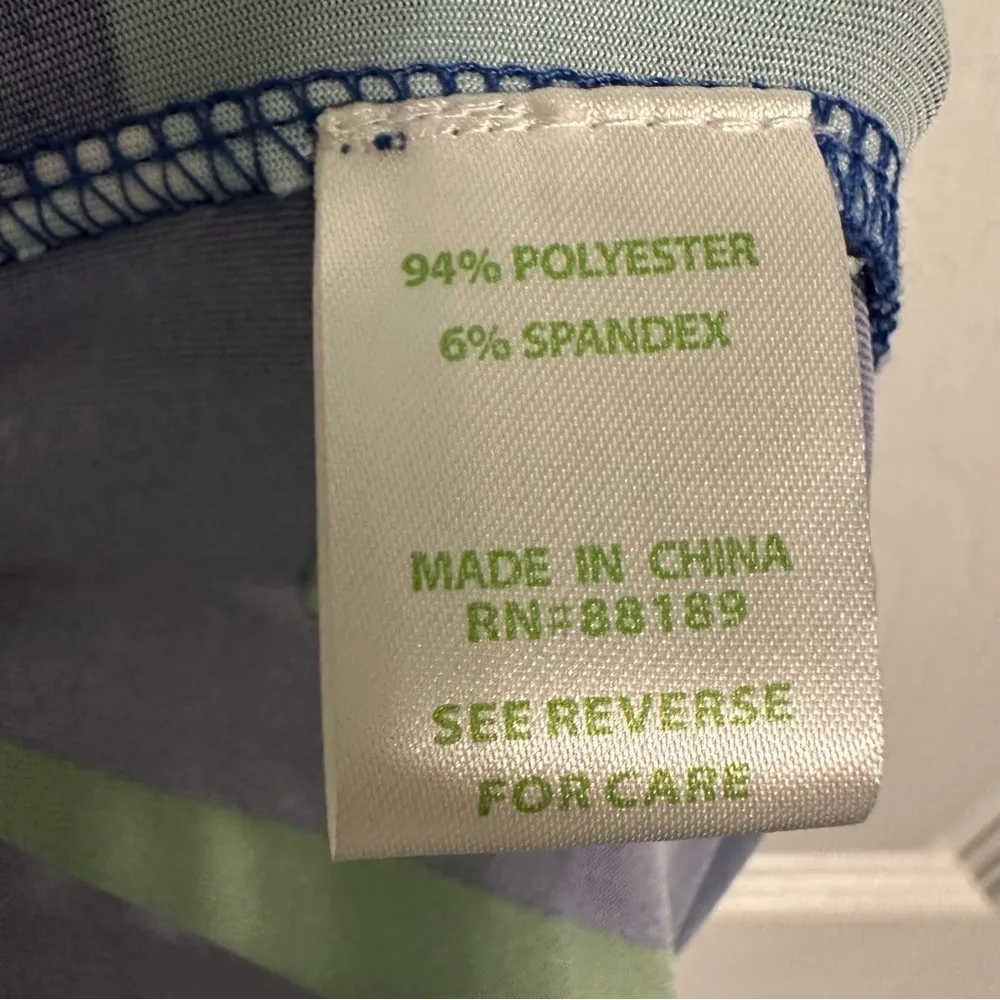 94% POLYESTER
6% SPANDEX
MADE IN CHINA
RN#88189
SEE REVERSE
FOR CARE